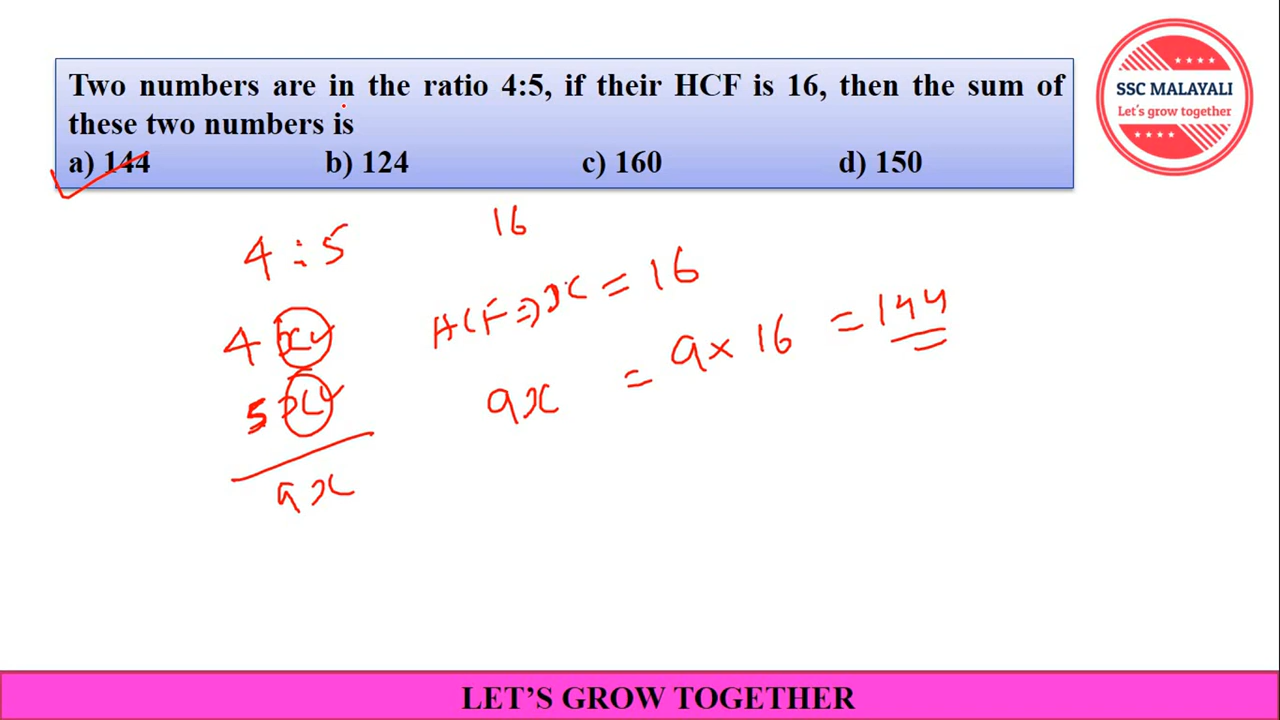 Two numbers are in the ratio 4:5, if their HCF is 16, then the sum of
these two numbers is
a) 144 b) 124 c) 160 d) 150
SSC MALAYALI
Let's grow together
4 : 5
16
4x
HCF => x = 16
5x
9x = 9 x 16 = 144
9x
LET'S GROW TOGETHER